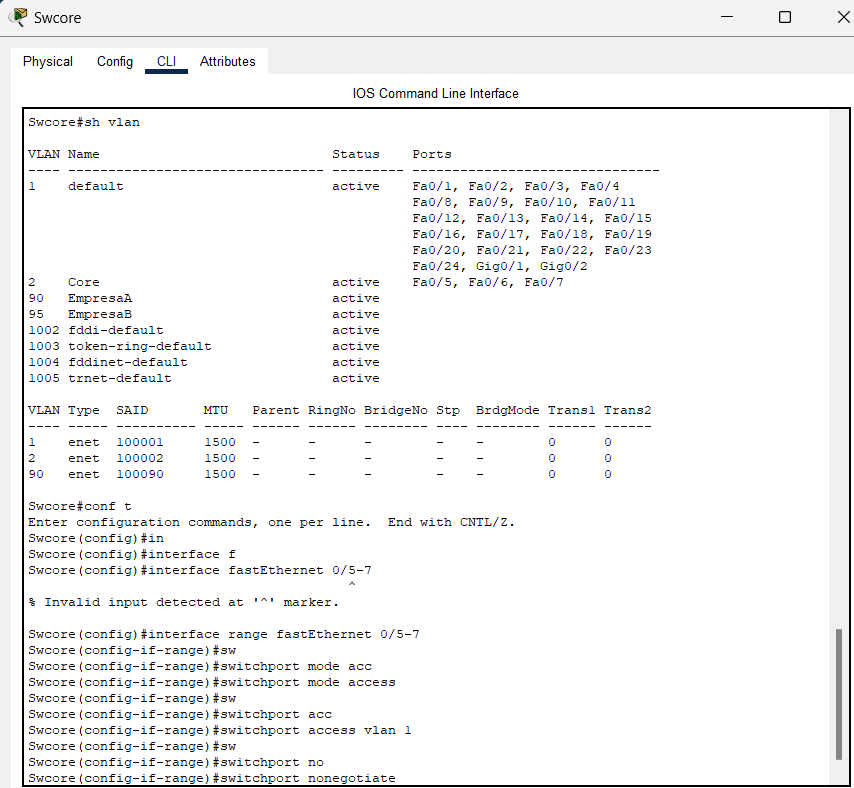 Swcore
Physical Config CLI Attributes
IOS Command Line Interface
Swcore#sh vlan
VLAN Name                             Status    Ports
---- -------------------------------- --------- -------------------------------
1    default                          active    Fa0/1, Fa0/2, Fa0/3, Fa0/4
                                                Fa0/8, Fa0/9, Fa0/10, Fa0/11
                                                Fa0/12, Fa0/13, Fa0/14, Fa0/15
                                                Fa0/16, Fa0/17, Fa0/18, Fa0/19
                                                Fa0/20, Fa0/21, Fa0/22, Fa0/23
                                                Fa0/24, Gig0/1, Gig0/2
2    Core                             active    Fa0/5, Fa0/6, Fa0/7
90   EmpresaA                         active
95   EmpresaB                         active
1002 fddi-default                     active
1003 token-ring-default               active
1004 fddinet-default                  active
1005 trnet-default                    active
VLAN Type  SAID       MTU   Parent RingNo BridgeNo Stp  BrdgMode Trans1 Trans2
---- ----- ---------- ----- ------ ------ -------- ---- -------- ------ ------
1    enet  100001     1500  -      -      -        -    -        0      0
2    enet  100002     1500  -      -      -        -    -        0      0
90   enet  100090     1500  -      -      -        -    -        0      0
Swcore#conf t
Enter configuration commands, one per line.  End with CNTL/Z.
Swcore(config)#in
Swcore(config)#interface f
Swcore(config)#interface fastEthernet 0/5-7
                                        ^
% Invalid input detected at '^' marker.
Swcore(config)#interface range fastEthernet 0/5-7
Swcore(config-if-range)#sw
Swcore(config-if-range)#switchport mode acc
Swcore(config-if-range)#switchport mode access
Swcore(config-if-range)#sw
Swcore(config-if-range)#switchport acc
Swcore(config-if-range)#switchport access vlan 1
Swcore(config-if-range)#sw
Swcore(config-if-range)#switchport no
Swcore(config-if-range)#switchport nonegotiate